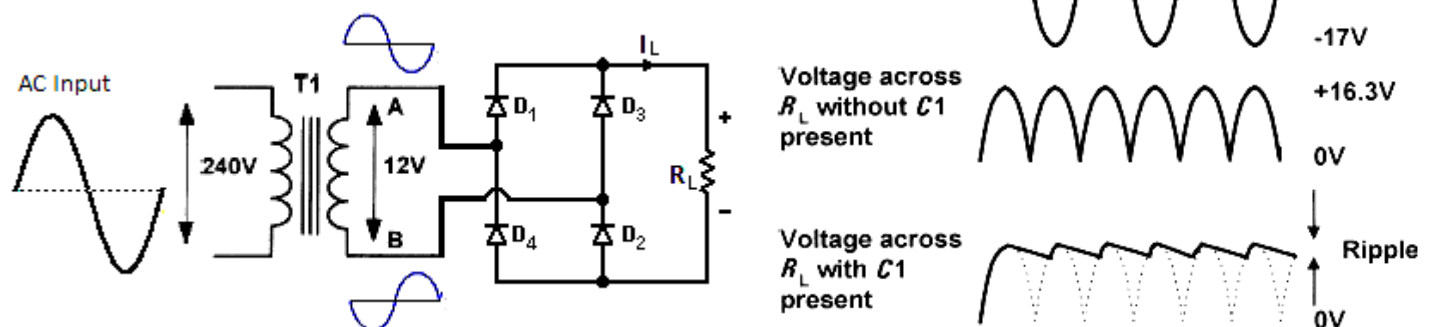 AC Input
240V
T1
A
12V
B
D1
D3
D4
D2
IL
+
RL
−
-17V
Voltage across
RL without C1
present
+16.3V
0V
Voltage across
RL with C1
present
Ripple
0V